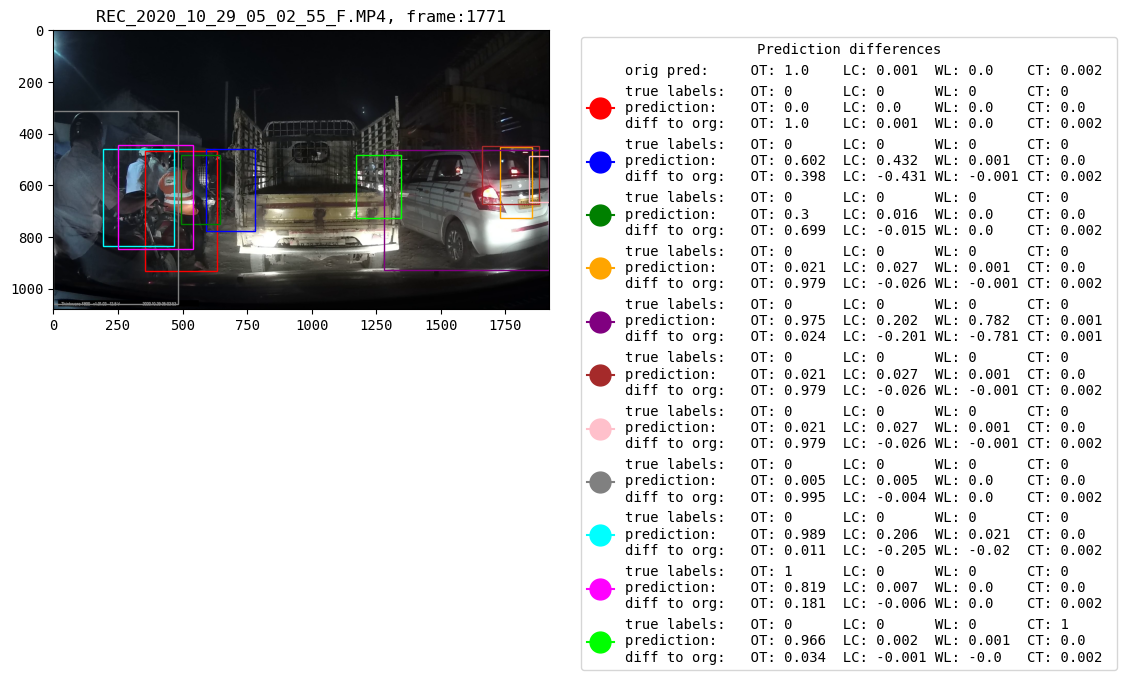 REC_2020_10_29_05_02_55_F.MP4, frame:1771
0
200
400
600
800
1000
0 250 500 750 1000 1250 1500 1750
Prediction differences
orig pred: OT: 1.0 LC: 0.001 WL: 0.0 CT: 0.002
true labels: OT: 0 LC: 0 WL: 0 CT: 0
prediction: OT: 0.0 LC: 0.0 WL: 0.0 CT: 0.0
diff to org: OT: 1.0 LC: 0.001 WL: 0.0 CT: 0.002
true labels: OT: 0 LC: 0 WL: 0 CT: 0
prediction: OT: 0.602 LC: 0.432 WL: 0.001 CT: 0.0
diff to org: OT: 0.398 LC: -0.431 WL: -0.001 CT: 0.002
true labels: OT: 0 LC: 0 WL: 0 CT: 0
prediction: OT: 0.3 LC: 0.016 WL: 0.0 CT: 0.0
diff to org: OT: 0.699 LC: -0.015 WL: 0.0 CT: 0.002
true labels: OT: 0 LC: 0 WL: 0 CT: 0
prediction: OT: 0.021 LC: 0.027 WL: 0.001 CT: 0.0
diff to org: OT: 0.979 LC: -0.026 WL: -0.001 CT: 0.002
true labels: OT: 0 LC: 0 WL: 0 CT: 0
prediction: OT: 0.975 LC: 0.202 WL: 0.782 CT: 0.001
diff to org: OT: 0.024 LC: -0.201 WL: -0.781 CT: 0.001
true labels: OT: 0 LC: 0 WL: 0 CT: 0
prediction: OT: 0.021 LC: 0.027 WL: 0.001 CT: 0.0
diff to org: OT: 0.979 LC: -0.026 WL: -0.001 CT: 0.002
true labels: OT: 0 LC: 0 WL: 0 CT: 0
prediction: OT: 0.021 LC: 0.027 WL: 0.001 CT: 0.0
diff to org: OT: 0.979 LC: -0.026 WL: -0.001 CT: 0.002
true labels: OT: 0 LC: 0 WL: 0 CT: 0
prediction: OT: 0.005 LC: 0.005 WL: 0.0 CT: 0.0
diff to org: OT: 0.995 LC: -0.004 WL: 0.0 CT: 0.002
true labels: OT: 0 LC: 0 WL: 0 CT: 0
prediction: OT: 0.989 LC: 0.206 WL: 0.021 CT: 0.0
diff to org: OT: 0.011 LC: -0.205 WL: -0.02 CT: 0.002
true labels: OT: 1 LC: 0 WL: 0 CT: 0
prediction: OT: 0.819 LC: 0.007 WL: 0.0 CT: 0.0
diff to org: OT: 0.181 LC: -0.006 WL: 0.0 CT: 0.002
true labels: OT: 0 LC: 0 WL: 0 CT: 1
prediction: OT: 0.966 LC: 0.002 WL: 0.001 CT: 0.0
diff to org: OT: 0.034 LC: -0.001 WL: -0.0 CT: 0.002